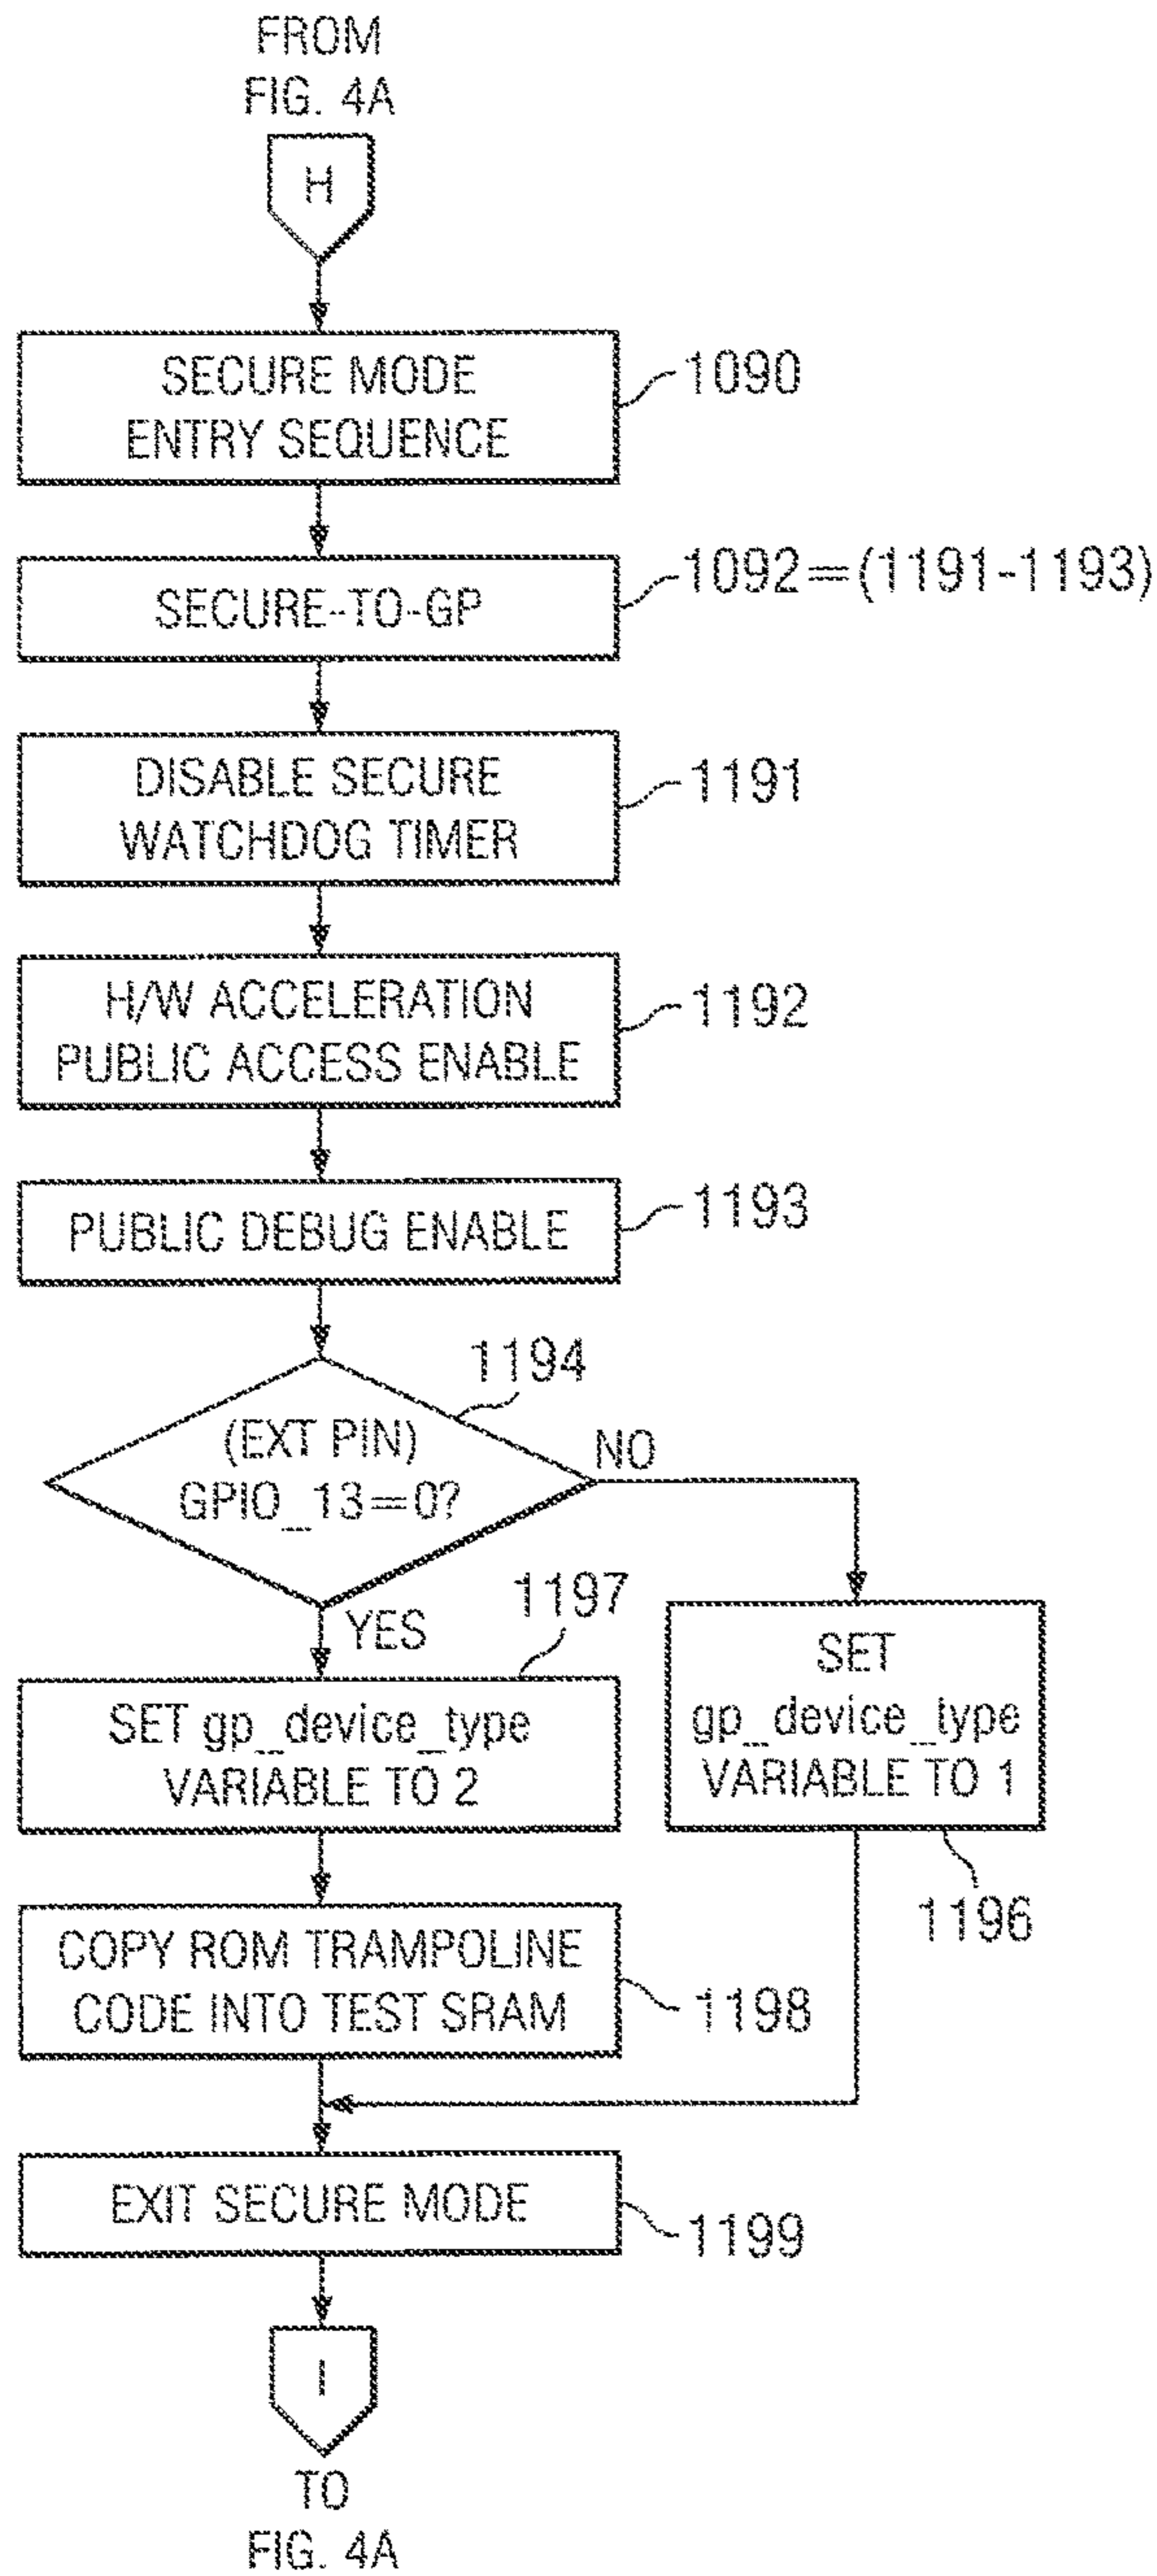 FROM
FIG. 4A
H
SECURE MODE
ENTRY SEQUENCE
1090
SECURE-TO-GP
1092=(1191-1193)
DISABLE SECURE
WATCHDOG TIMER
1191
H/W ACCELERATION
PUBLIC ACCESS ENABLE
1192
PUBLIC DEBUG ENABLE
1193
1194
(EXT PIN)
GPIO_13==0?
NO
YES
1197
SET gp_device_type
VARIABLE TO 2
SET
gp_device_type
VARIABLE TO 1
1196
COPY ROM TRAMPOLINE
CODE INTO TEST SRAM
1198
EXIT SECURE MODE
1199
I
TO
FIG. 4A